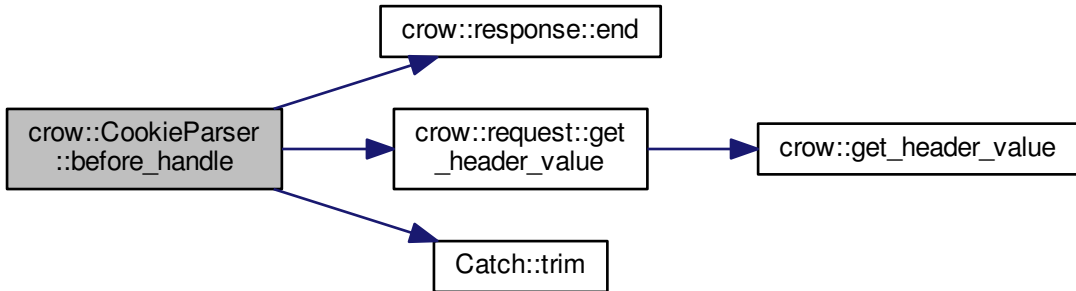 crow::response::end
crow::CookieParser
::before_handle
crow::request::get
_header_value
crow::get_header_value
Catch::trim